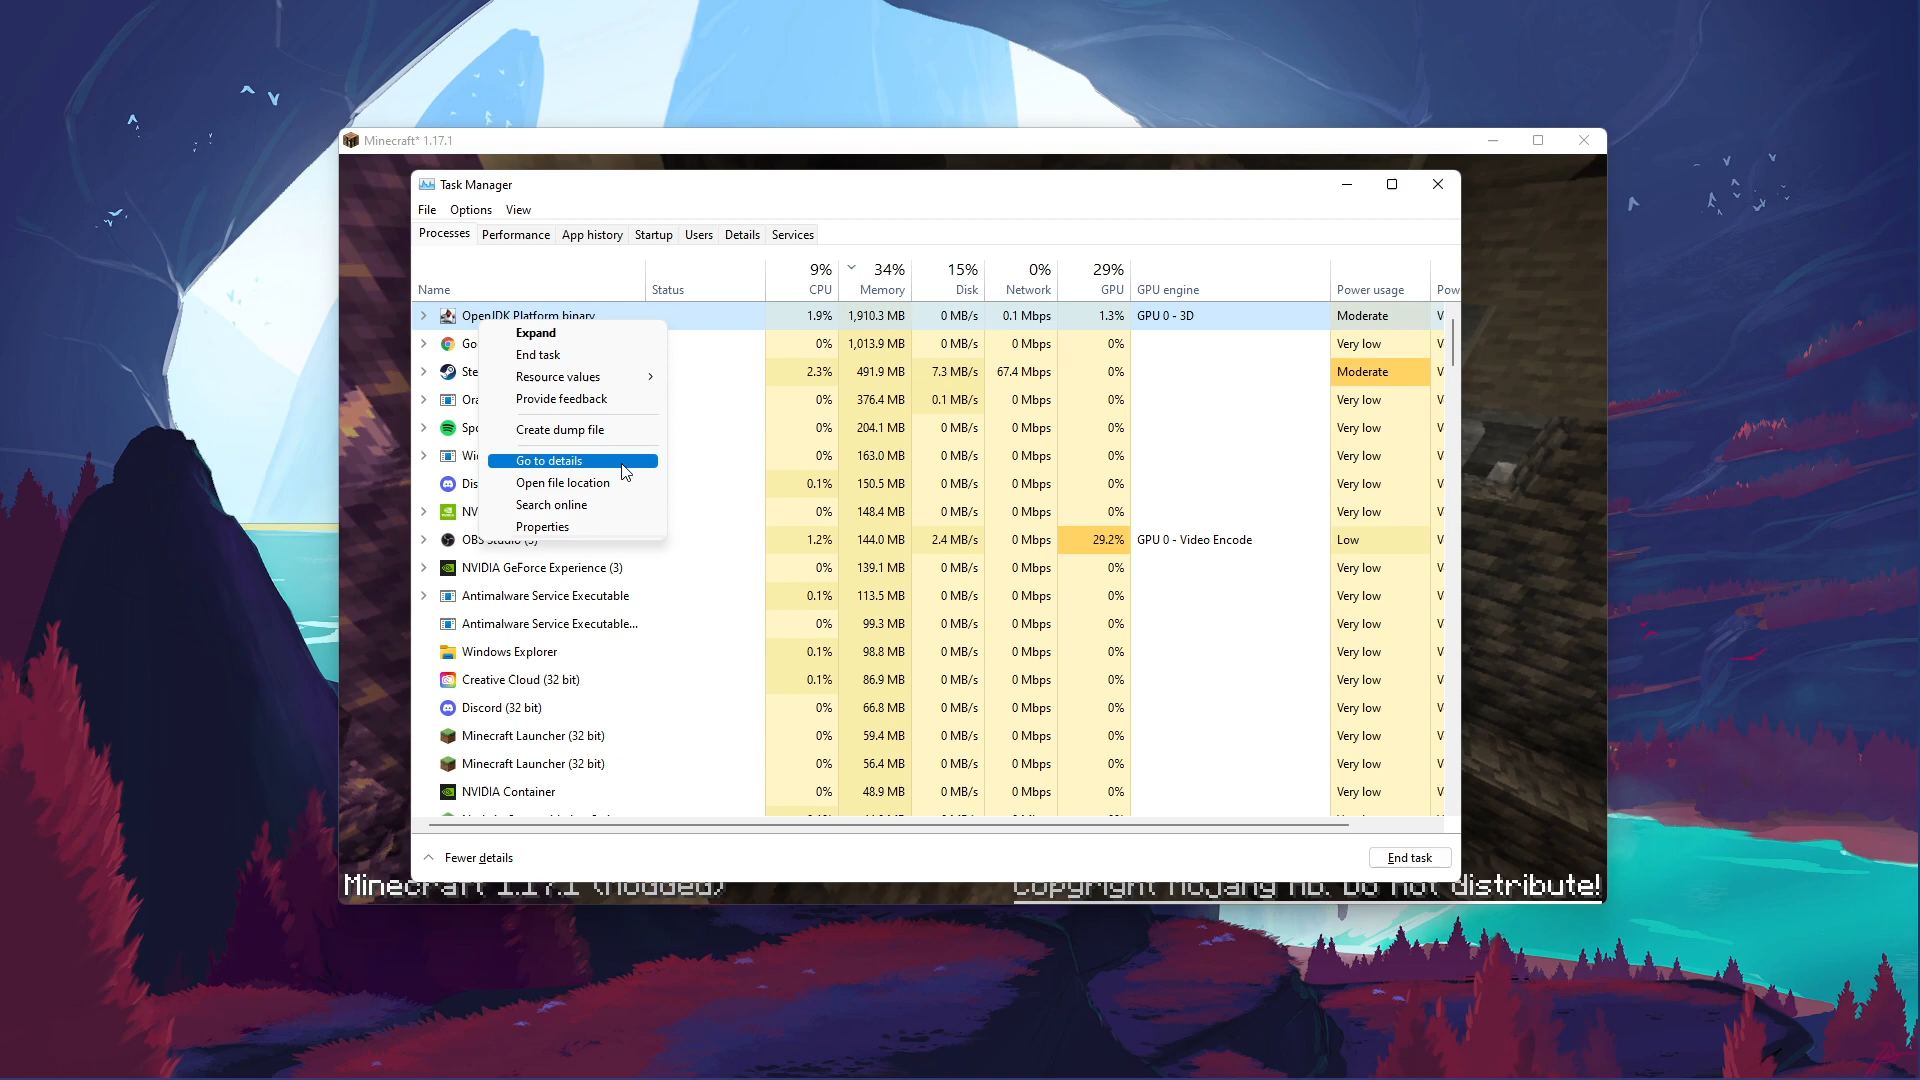 Minecraft* 1.17.1
Task Manager
File Options View
Processes Performance App history Startup Users Details Services
9% 34% 15% 0% 29%
Name Status CPU Memory Disk Network GPU GPU engine Power usage Pow
OpenJDK Platform binary 1.9% 1,910.3 MB 0 MB/s 0.1 Mbps 1.3% GPU 0 - 3D Moderate V
Go 0% 1,013.9 MB 0 MB/s 0 Mbps 0% Very low V
Ste 2.3% 491.9 MB 7.3 MB/s 67.4 Mbps 0% Moderate V
Ora 0% 376.4 MB 0.1 MB/s 0 Mbps 0% Very low V
Spo 0% 204.1 MB 0 MB/s 0 Mbps 0% Very low V
Wi 0% 163.0 MB 0 MB/s 0 Mbps 0% Very low V
Dis 0.1% 150.5 MB 0 MB/s 0 Mbps 0% Very low V
NV 0% 148.4 MB 0 MB/s 0 Mbps 0% Very low V
OBS Studio 1.2% 144.0 MB 2.4 MB/s 0 Mbps 29.2% GPU 0 - Video Encode Low V
NVIDIA GeForce Experience (3) 0% 139.1 MB 0 MB/s 0 Mbps 0% Very low V
Antimalware Service Executable 0.1% 113.5 MB 0 MB/s 0 Mbps 0% Very low V
Antimalware Service Executable... 0% 99.3 MB 0 MB/s 0 Mbps 0% Very low V
Windows Explorer 0.1% 98.8 MB 0 MB/s 0 Mbps 0% Very low V
Creative Cloud (32 bit) 0.1% 86.9 MB 0 MB/s 0 Mbps 0% Very low V
Discord (32 bit) 0% 66.8 MB 0 MB/s 0 Mbps 0% Very low V
Minecraft Launcher (32 bit) 0% 59.4 MB 0 MB/s 0 Mbps 0% Very low V
Minecraft Launcher (32 bit) 0% 56.4 MB 0 MB/s 0 Mbps 0% Very low V
NVIDIA Container 0% 48.9 MB 0 MB/s 0 Mbps 0% Very low V
Expand
End task
Resource values
Provide feedback
Create dump file
Go to details
Open file location
Search online
Properties
Fewer details End task
Minecraft 1.17.1 (modded)
Copyright Mojang AB. Do not distribute!